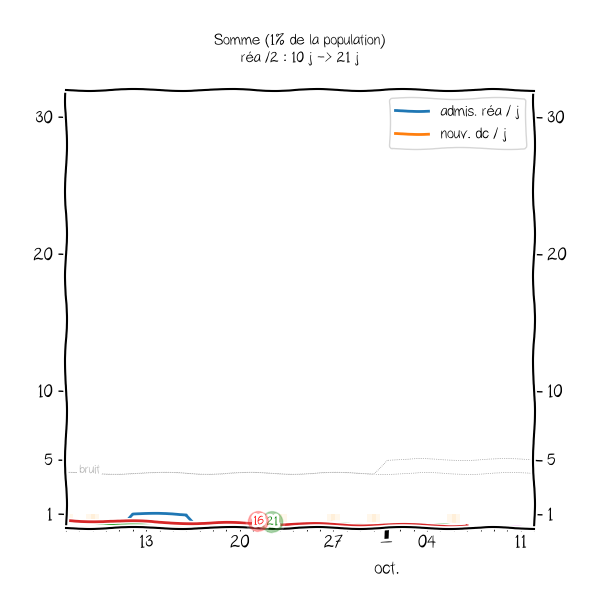 Somme (1% de la population)
réa /2 : 10 j -> 21 j
admis. réa / j
nouv. dc / j
30
30
20
20
10
10
5
5
bruit
1
1
16
21
13
20
27
04
11
oct.